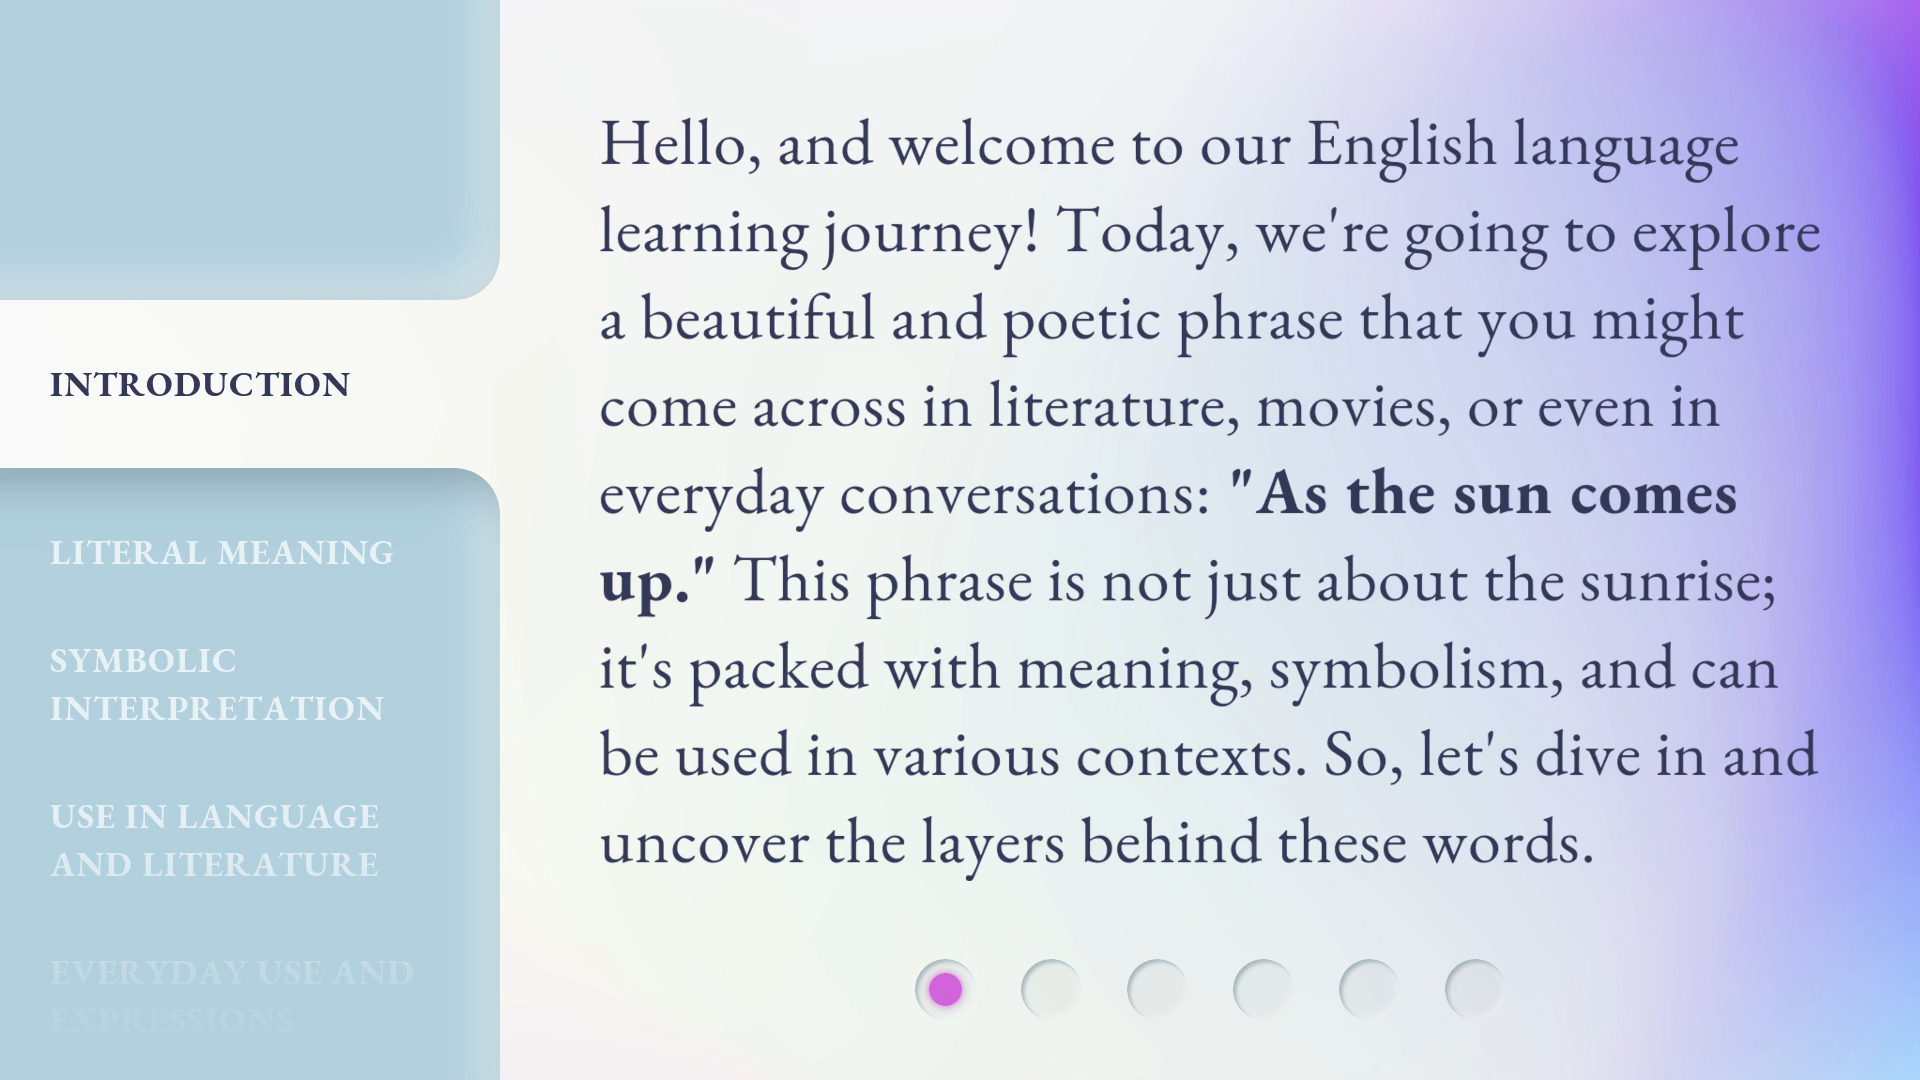 INTRODUCTION
LITERAL MEANING
SYMBOLIC
INTERPRETATION
USE IN LANGUAGE
AND LITERATURE
EVERYDAY USE AND
EXPRESSIONS
Hello, and welcome to our English language
learning journey! Today, we're going to explore
a beautiful and poetic phrase that you might
come across in literature, movies, or even in
everyday conversations: "As the sun comes
up." This phrase is not just about the sunrise;
it's packed with meaning, symbolism, and can
be used in various contexts. So, let's dive in and
uncover the layers behind these words.